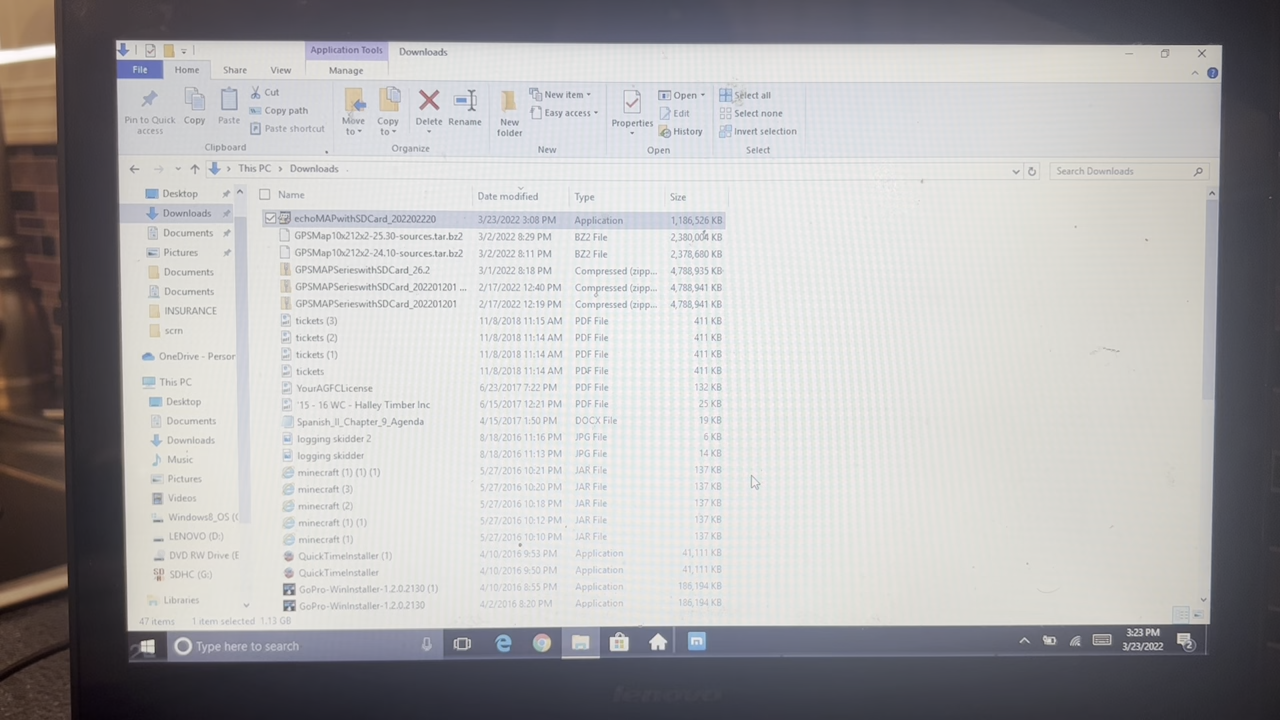 Application Tools Downloads
File Home Share View Manage
Pin to Quick access
Copy
Paste
Cut
Copy path
Paste shortcut
Clipboard
Move to
Copy to
Delete
Rename
Organize
New folder
New item
Easy access
New
Properties
Open
Edit
History
Open
Select all
Select none
Invert selection
Select
This PC > Downloads Search Downloads
Name Date modified Type Size
Desktop
Downloads
Documents
Pictures
Documents
Documents
INSURANCE
scrn
OneDrive - Person
This PC
Desktop
Documents
Downloads
Music
Pictures
Videos
Windows8_OS (C
LENOVO (D:)
DVD RW Drive (E
SDHC (G:)
Libraries
echoMAPwithSDCard_202202220 3/23/2022 3:08 PM Application 1,186,526 KB
GPSMap10x212x2-25.30-sources.tar.bz2 3/2/2022 8:29 PM BZ2 File 2,380,004 KB
GPSMap10x212x2-24.10-sources.tar.bz2 3/2/2022 8:11 PM BZ2 File 2,378,680 KB
GPSMAPSerieswithSDCard_26.2 3/1/2022 8:18 PM Compressed (zipp... 4,788,935 KB
GPSMAPSerieswithSDCard_202201201 ... 2/17/2022 12:40 PM Compressed (zipp... 4,788,941 KB
GPSMAPSerieswithSDCard_202201201 2/17/2022 12:19 PM Compressed (zipp... 4,788,941 KB
tickets (3) 11/8/2018 11:15 AM PDF File 411 KB
tickets (2) 11/8/2018 11:14 AM PDF File 411 KB
tickets (1) 11/8/2018 11:14 AM PDF File 411 KB
tickets 11/8/2018 11:14 AM PDF File 411 KB
YourAGFCLicense 6/23/2017 7:22 PM PDF File 132 KB
'15 - 16 WC - Halley Timber Inc 6/15/2017 12:21 PM PDF File 25 KB
Spanish_II_Chapter_9_Agenda 4/15/2017 1:50 PM DOCX File 19 KB
logging skidder 2 8/18/2016 11:16 PM JPG File 6 KB
logging skidder 8/18/2016 11:13 PM JPG File 14 KB
minecraft (1) (1) (1) 5/27/2016 10:21 PM JAR File 137 KB
minecraft (3) 5/27/2016 10:20 PM JAR File 137 KB
minecraft (2) 5/27/2016 10:18 PM JAR File 137 KB
minecraft (1) (1) 5/27/2016 10:12 PM JAR File 137 KB
minecraft (1) 5/27/2016 10:10 PM JAR File 137 KB
QuickTimeInstaller (1) 4/10/2016 9:53 PM Application 41,111 KB
QuickTimeInstaller 4/10/2016 9:50 PM Application 41,111 KB
GoPro-WinInstaller-1.2.0.2130 (1) 4/10/2016 8:55 PM Application 186,194 KB
GoPro-WinInstaller-1.2.0.2130 4/2/2016 8:20 PM Application 186,194 KB
47 items 1 item selected 1.13 GB
Type here to search
3:23 PM
3/23/2022
2
lenovo